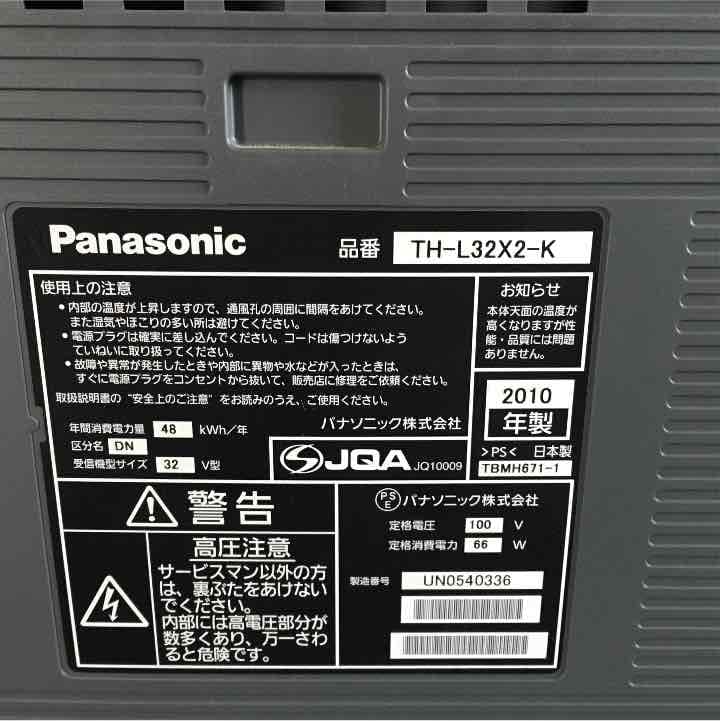 Panasonic
品番 TH-L32X2-K
使用上の注意
• 内部の温度が上昇しますので、通風孔の周囲に間隔をあけてください。
また湿気やほこりの多い所は避けてください。
• 電源プラグは確実に差し込んでください。コードは傷つけないよう
ていねいに取り扱ってください。
• 故障や異常が発生したときや内部に異物や水などが入ったときは、
すぐに電源プラグをコンセントから抜いて、販売店に修理をご依頼ください。
取扱説明書の"安全上のご注意"をお読みのうえ、ご使用ください。
年間消費電力量 48 kWh/年
区分名 DN
受信機型サイズ 32 V型
パナソニック株式会社
JQA JQ10009
お知らせ
本体天面の温度が
高くなりますが性
能・品質には問題
ありません。
2010
年製
>PS< 日本製
TBMH671-1
警告
高圧注意
サービスマン以外の方
は、裏ぶたをあけない
でください。
内部には高電圧部分が
数多くあり、万一さわ
ると危険です。
PSE パナソニック株式会社
定格電圧 100 V
定格消費電力 66 W
製造番号 UN0540336